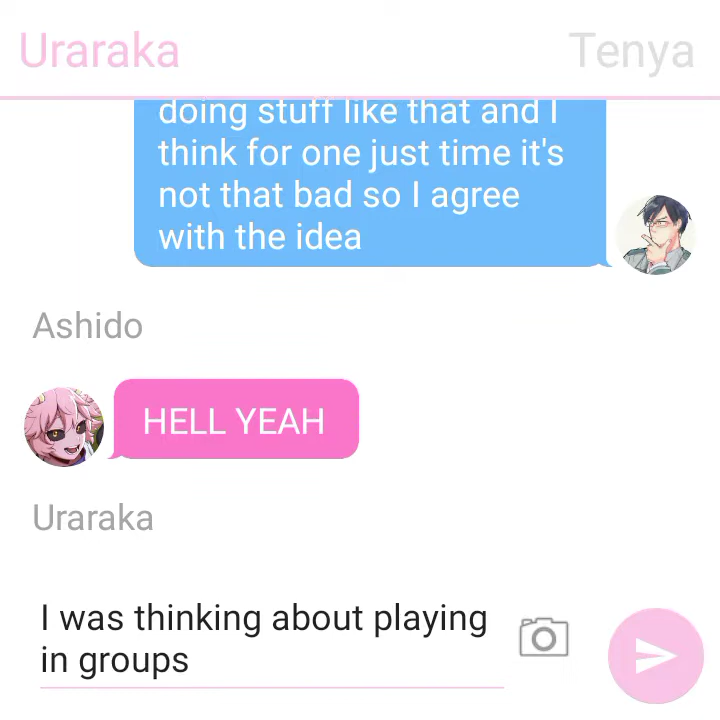 Uraraka
Tenya
doing stuff like that and I
think for one just time it's
not that bad so I agree
with the idea
Ashido
HELL YEAH
Uraraka
I was thinking about playing
in groups